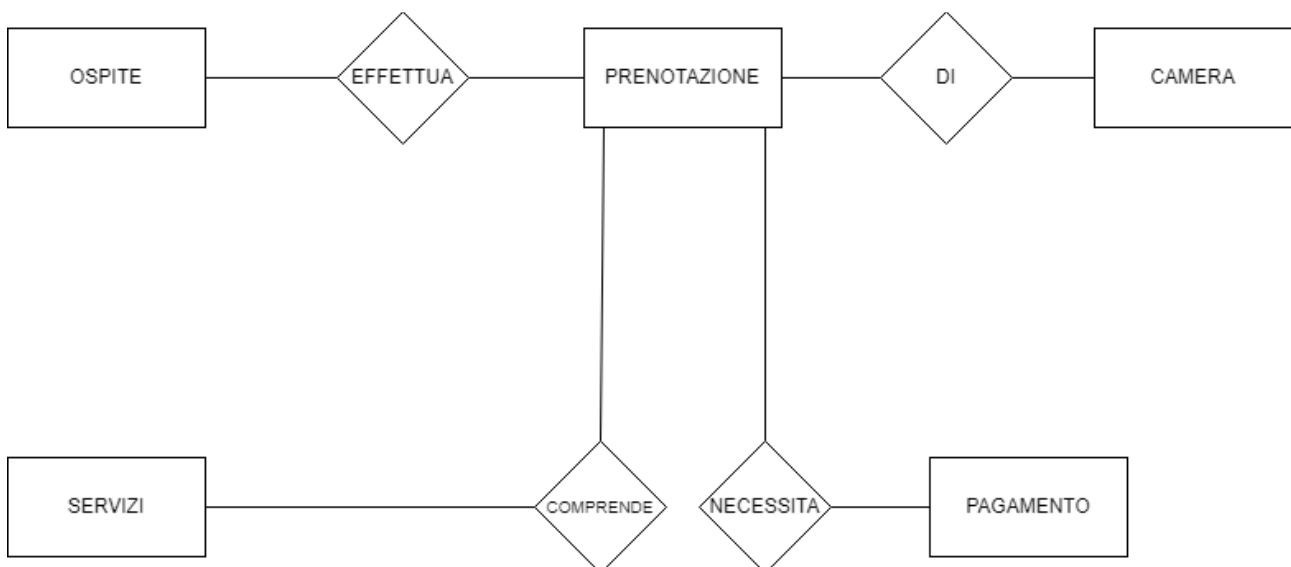 OSPITE
EFFETTUA
PRENOTAZIONE
DI
CAMERA
SERVIZI
COMPRENDE
NECESSITA
PAGAMENTO